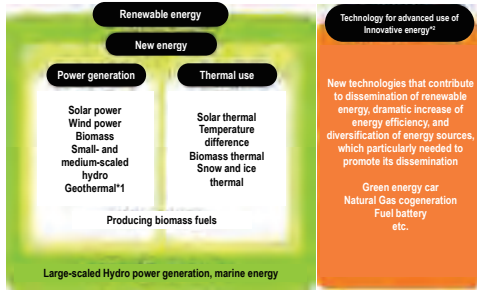 Renewable energy
New energy
Power generation
Solar power
Wind power
Biomass
Small- and
medium-scaled
hydro
Geothermal*1
Thermal use
Solar thermal
Temperature
difference
Biomass thermal
Snow and ice
thermal
Producing biomass fuels
Large-scaled Hydro power generation, marine energy
Technology for advanced use of
Innovative energy*2
New technologies that contribute
to dissemination of renewable
energy, dramatic increase of
energy efficiency, and
diversification of energy sources,
which particularly needed to
promote its dissemination
Green energy car
Natural Gas cogeneration
Fuel battery
etc.